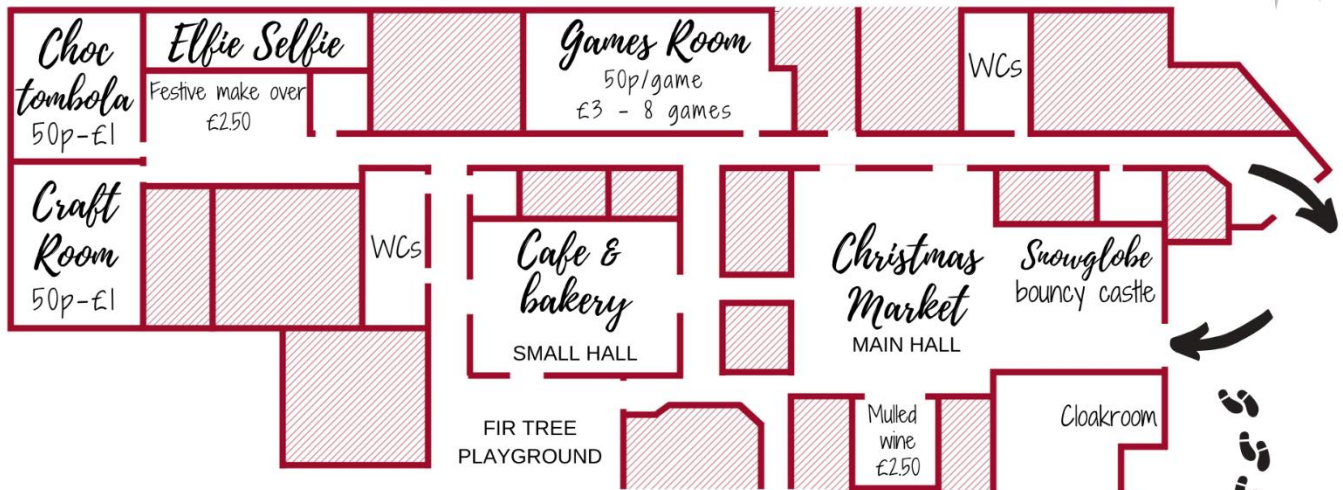 Choc
tombola
50p-£1
Elfie Selfie
Festive make over
£2.50
Games Room
50p/game
£3 - 8 games
WCs
Craft
Room
50p-£1
WCs
Cafe &
bakery
SMALL HALL
Christmas
Market
MAIN HALL
Snowglobe
bouncy castle
FIR TREE
PLAYGROUND
Mulled
wine
£2.50
Cloakroom